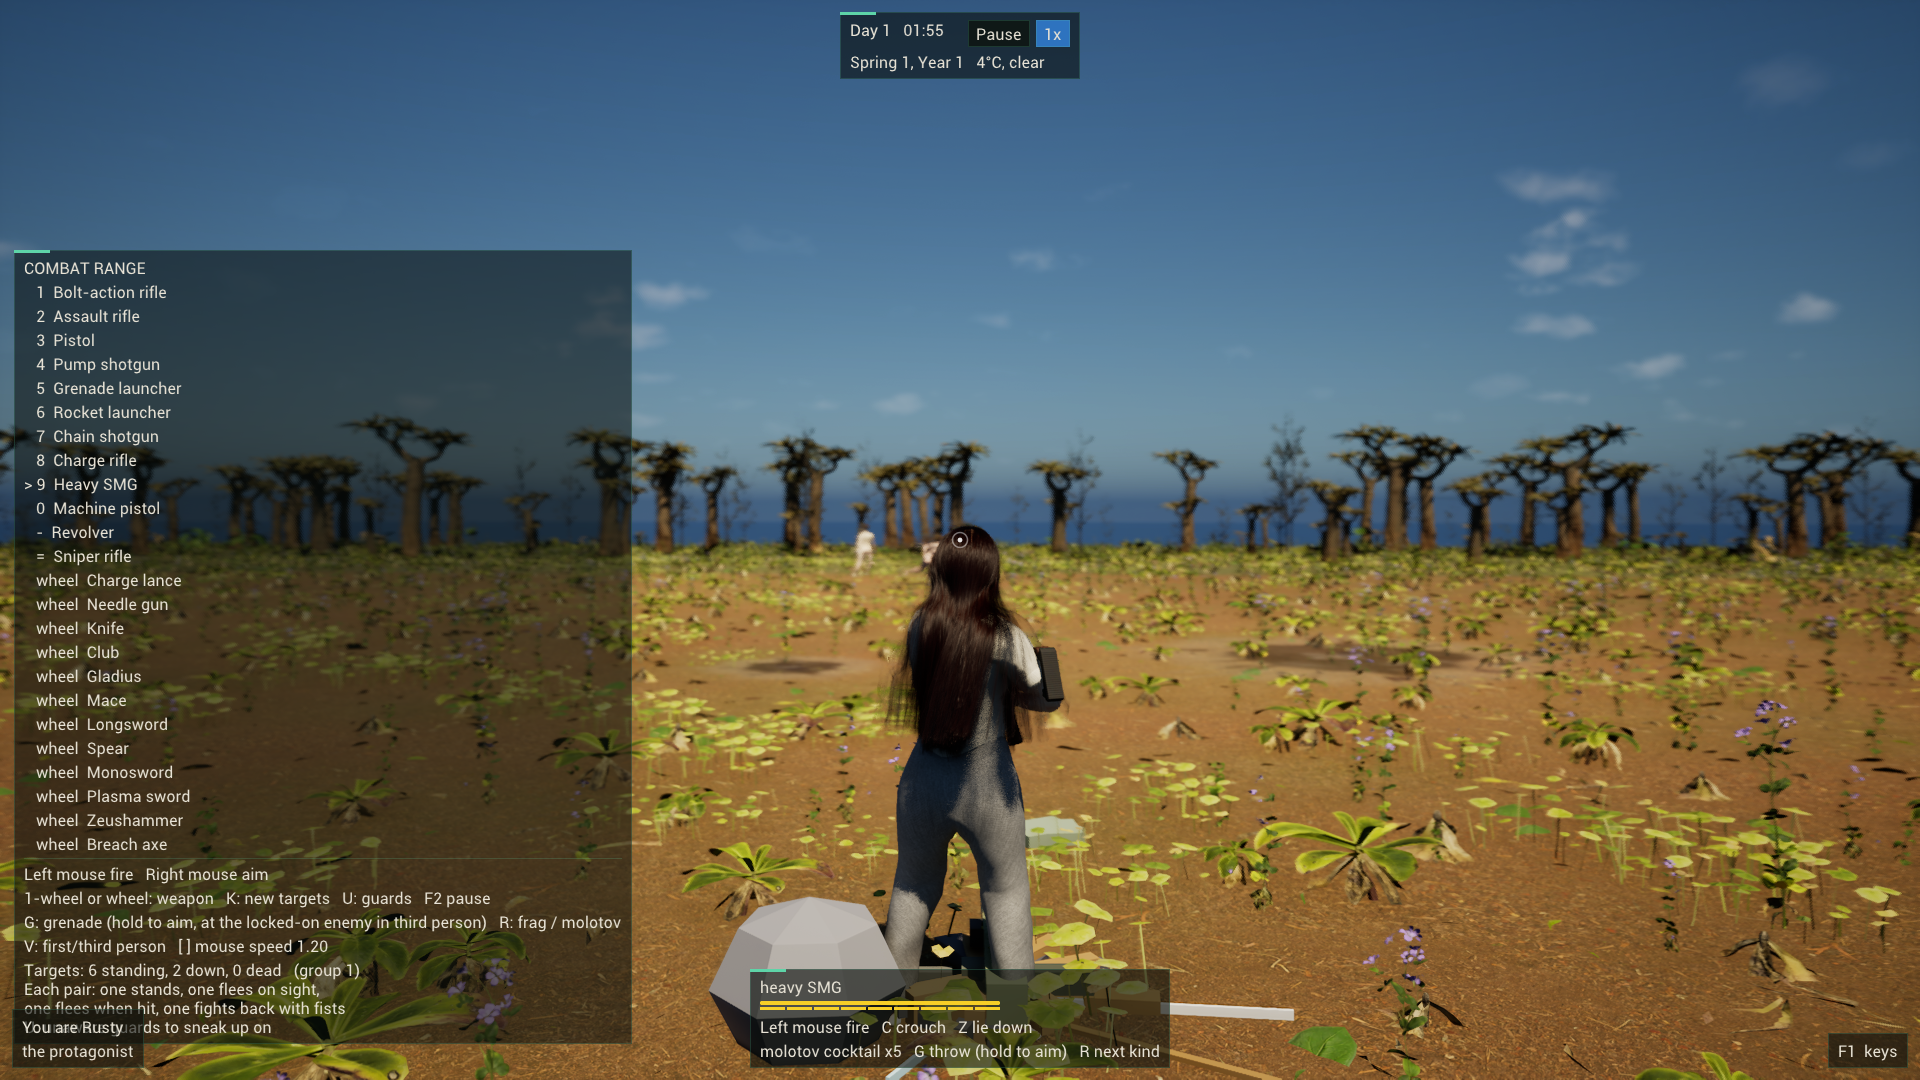 Day 1 01:55 Pause 1x
Spring 1, Year 1 4°C, clear
COMBAT RANGE
1 Bolt-action rifle
2 Assault rifle
3 Pistol
4 Pump shotgun
5 Grenade launcher
6 Rocket launcher
7 Chain shotgun
8 Charge rifle
> 9 Heavy SMG
0 Machine pistol
- Revolver
= Sniper rifle
wheel Charge lance
wheel Needle gun
wheel Knife
wheel Club
wheel Gladius
wheel Mace
wheel Longsword
wheel Spear
wheel Monosword
wheel Plasma sword
wheel Zeushammer
wheel Breach axe
Left mouse fire Right mouse aim
1-wheel or wheel: weapon K: new targets U: guards F2 pause
G: grenade (hold to aim, at the locked-on enemy in third person) R: frag / molotov
V: first/third person [ ] mouse speed 1.20
Targets: 6 standing, 2 down, 0 dead (group 1)
Each pair: one stands, one flees on sight,
one flees when hit, one fights back with fists
to sneak up on
You are Rusty
the protagonist
heavy SMG
Left mouse fire C crouch Z lie down
molotov cocktail x5 G throw (hold to aim) R next kind
F1 keys